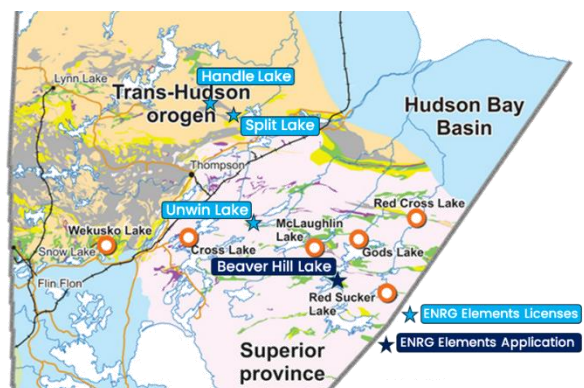 Handle Lake
Lynn Lake
Trans-Hudson
orogen
Split Lake
Hudson Bay
Basin
Thompson
Unwin Lake
Red Cross Lake
McLaughlin
Lake
Wekusko Lake
Cross Lake
Gods Lake
Snow Lake
Beaver Hill Lake
Flin Flon
Red Sucker
Lake
ENRG Elements Licenses
ENRG Elements Application
Superior
province